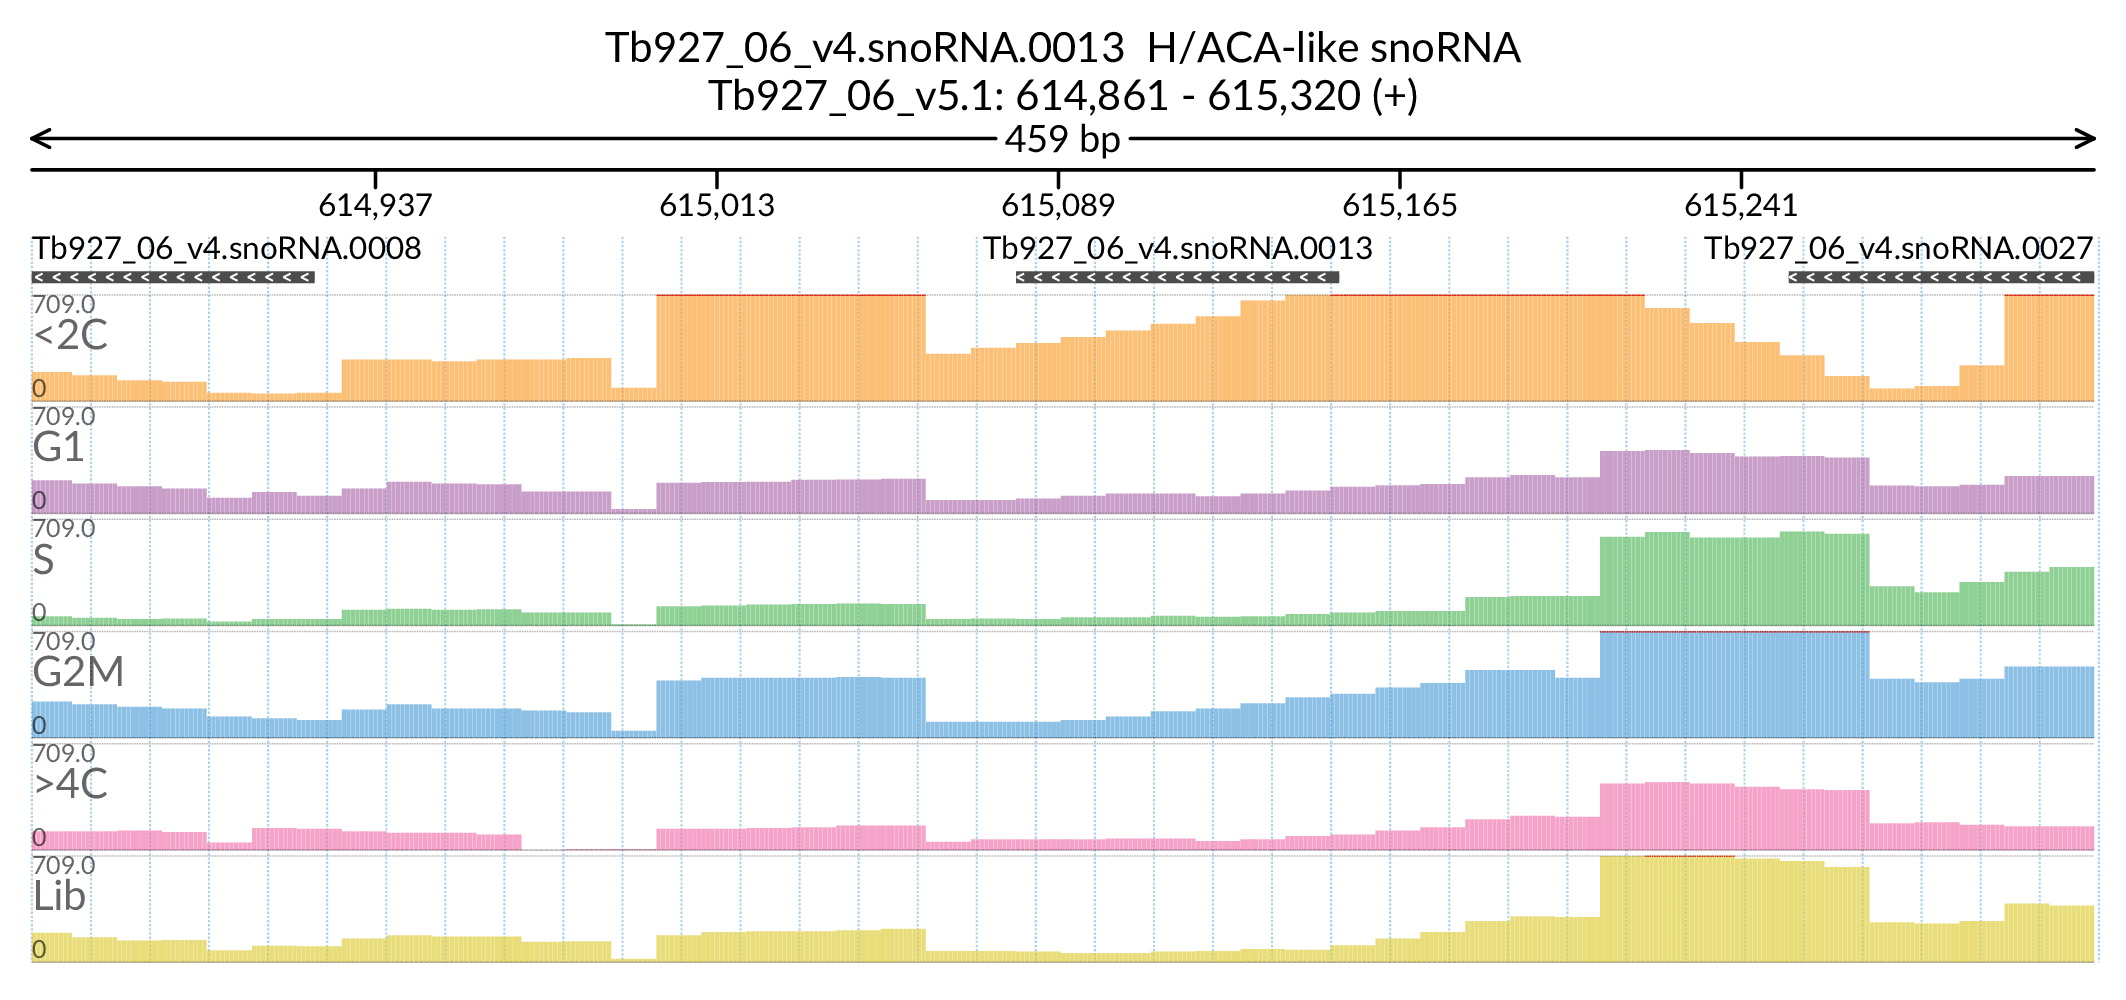 Tb927_06_v4.snoRNA.0013  H/ACA-like snoRNA
Tb927_06_v5.1: 614,861 - 615,320 (+)
459 bp
614,937 615,013 615,089 615,165 615,241
Tb927_06_v4.snoRNA.0008 Tb927_06_v4.snoRNA.0013 Tb927_06_v4.snoRNA.0027
709.0
<2C
0
709.0
G1
0
709.0
S
0
709.0
G2M
0
709.0
>4C
0
709.0
Lib
0